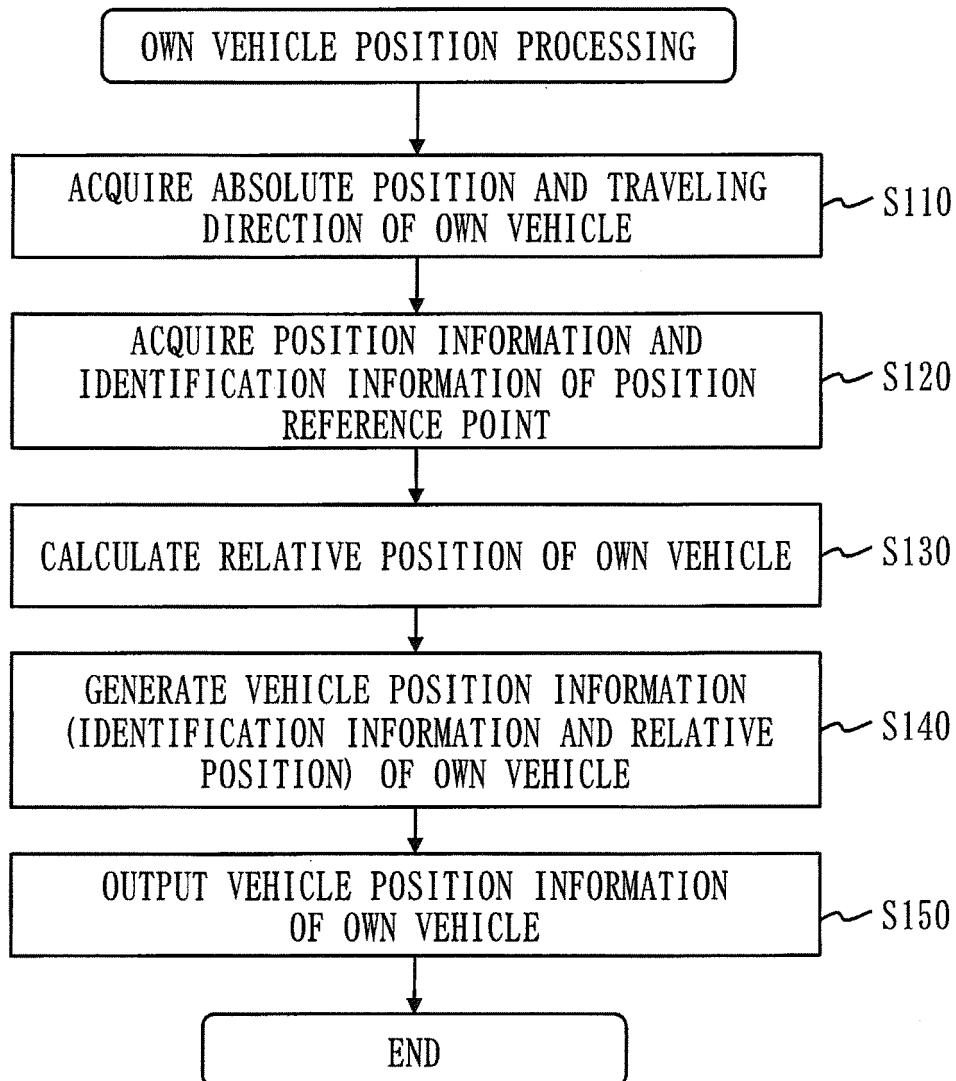 OWN VEHICLE POSITION PROCESSING
ACQUIRE ABSOLUTE POSITION AND TRAVELING
DIRECTION OF OWN VEHICLE
S110
ACQUIRE POSITION INFORMATION AND
IDENTIFICATION INFORMATION OF POSITION
REFERENCE POINT
S120
CALCULATE RELATIVE POSITION OF OWN VEHICLE
S130
GENERATE VEHICLE POSITION INFORMATION
(IDENTIFICATION INFORMATION AND RELATIVE
POSITION) OF OWN VEHICLE
S140
OUTPUT VEHICLE POSITION INFORMATION
OF OWN VEHICLE
S150
END